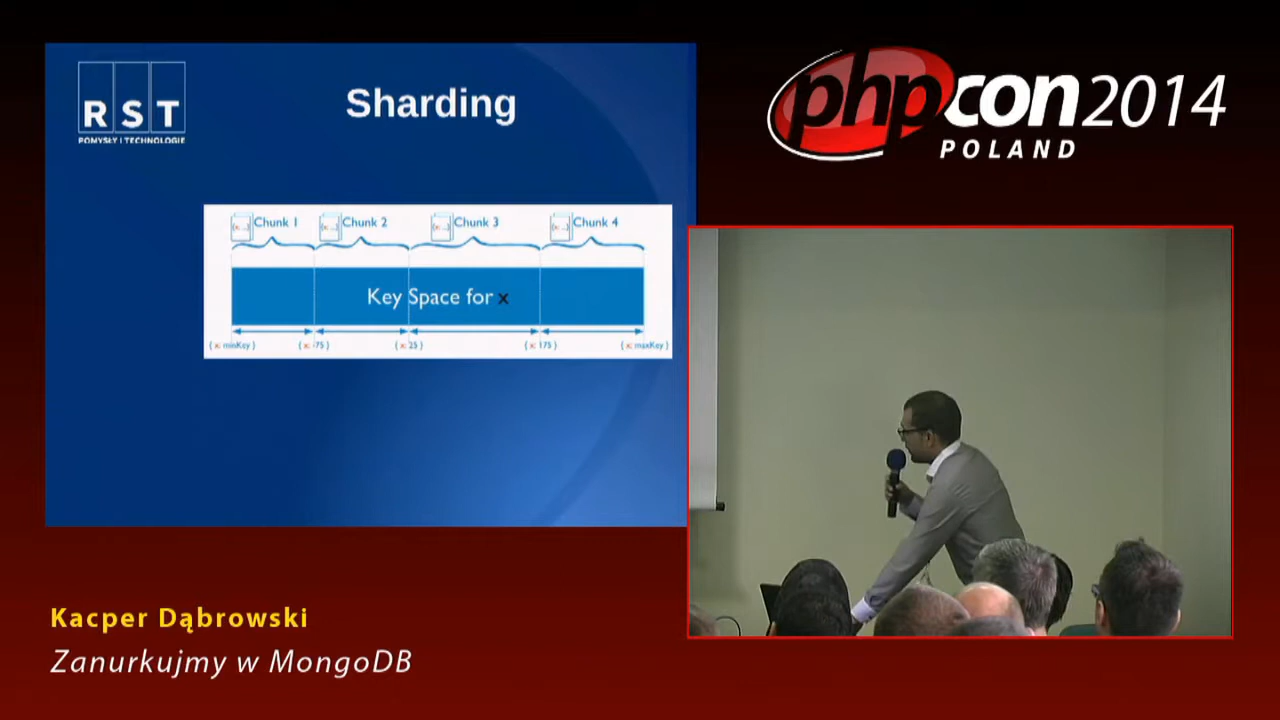 RST
POMYSŁY I TECHNOLOGIE
Sharding
phpcon 2014
POLAND
Chunk 1
Chunk 2
Chunk 3
Chunk 4
Key Space for x
{ x: minKey }
{ x: -75 }
{ x: 25 }
{ x: 175 }
{ x: maxKey }
Kacper Dąbrowski
Zanurkujmy w MongoDB